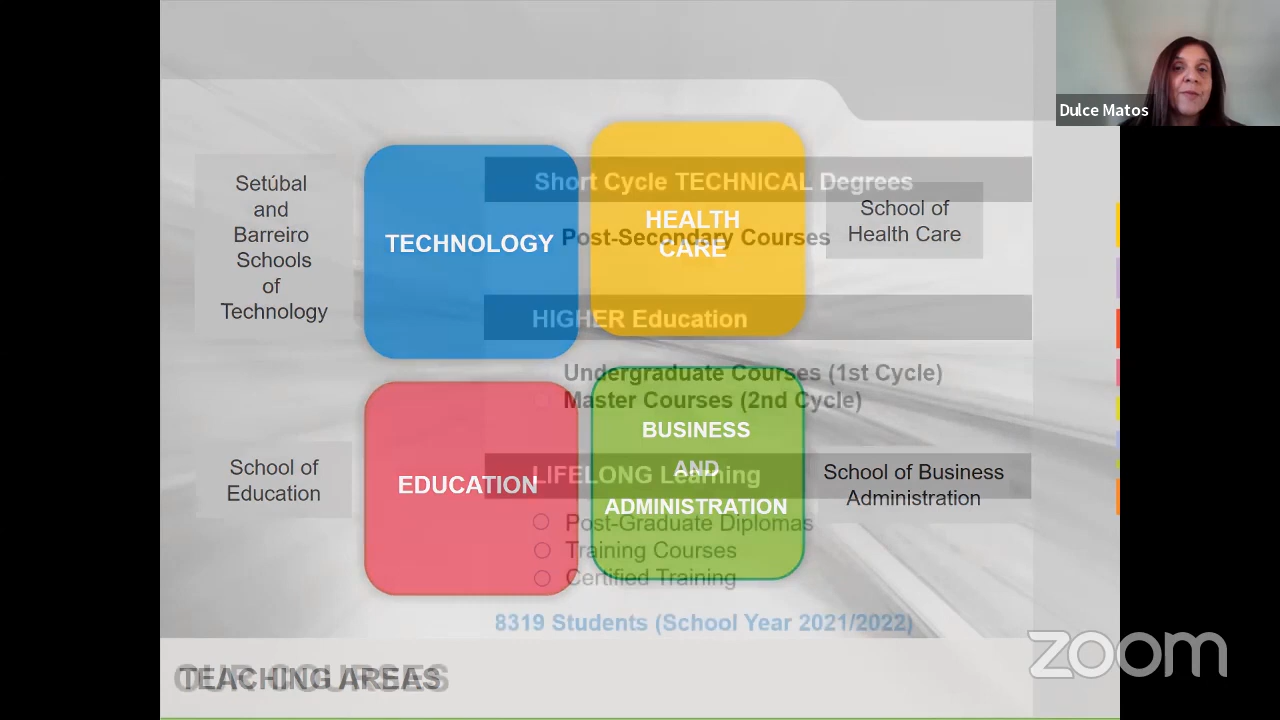 Dulce Matos
Setúbal
and
Barreiro
Schools
of
Technology
TECHNOLOGY
HEALTH
CARE
School of
Health Care
School of
Education
EDUCATION
BUSINESS
AND
ADMINISTRATION
School of Business
Administration
Short Cycle TECHNICAL Degrees
Post-Secondary Courses
HIGHER Education
Undergraduate Courses (1st Cycle)
Master Courses (2nd Cycle)
LIFELONG Learning
Post-Graduate Diplomas
Training Courses
Certified Training
8319 Students (School Year 2021/2022)
TEACHING AREAS
OUR COURSES
zoom